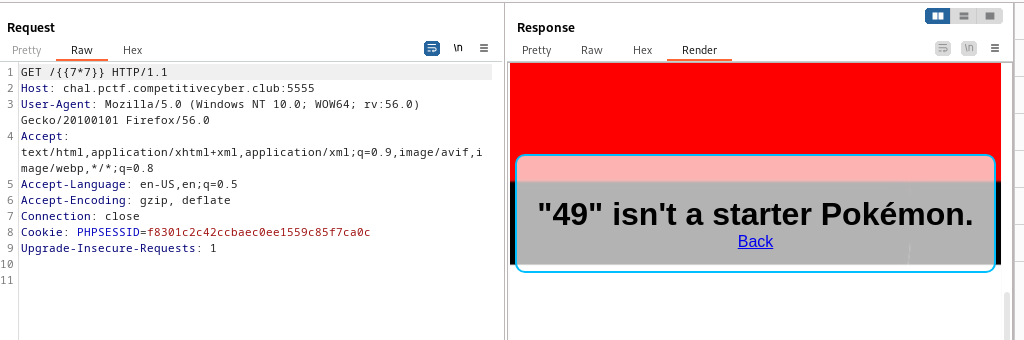 Request
Pretty Raw Hex
\n
1 GET /{{7*7}} HTTP/1.1
2 Host: chal.pctf.competitivecyber.club:5555
3 User-Agent: Mozilla/5.0 (Windows NT 10.0; WOW64; rv:56.0)
Gecko/20100101 Firefox/56.0
4 Accept:
text/html,application/xhtml+xml,application/xml;q=0.9,image/avif,i
mage/webp,*/*;q=0.8
5 Accept-Language: en-US,en;q=0.5
6 Accept-Encoding: gzip, deflate
7 Connection: close
8 Cookie: PHPSESSID=f8301c2c42ccbaec0ee1559c85f7ca0c
9 Upgrade-Insecure-Requests: 1
10
11
Response
Pretty Raw Hex Render
\n
"49" isn't a starter Pokémon.
Back